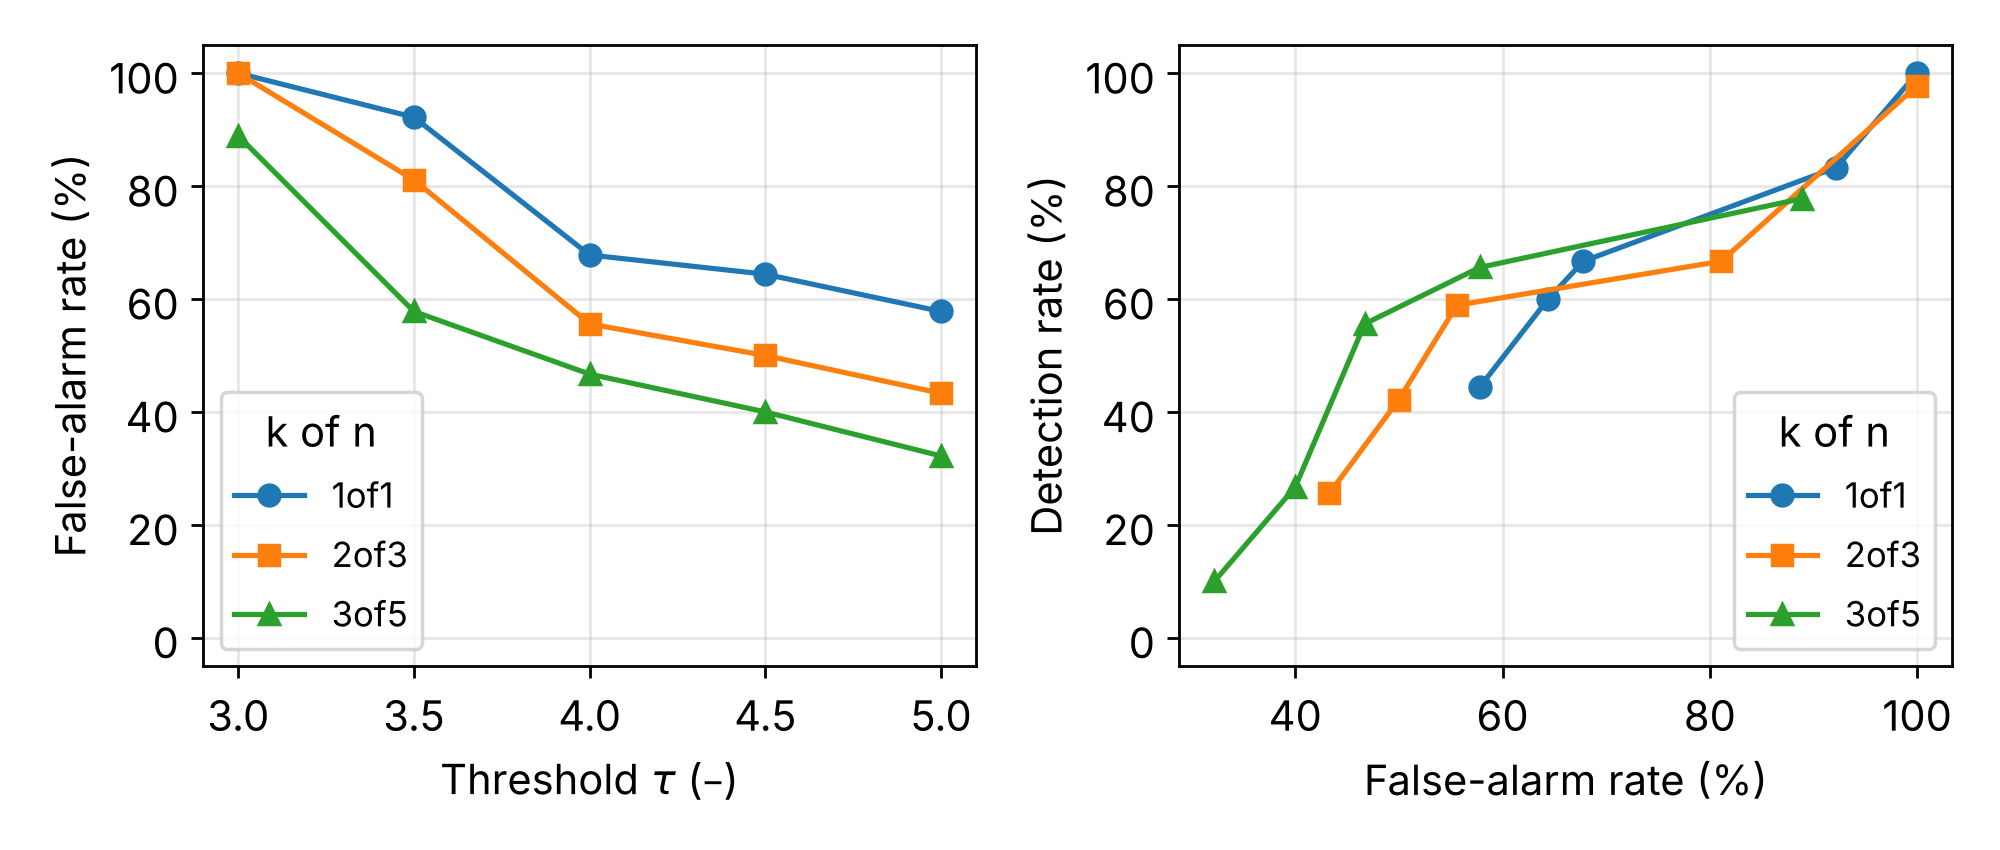 False-alarm rate (%)
100
80
60
40
20
0
k of n
1of1
2of3
3of5
3.0 3.5 4.0 4.5 5.0
Threshold τ (–)
Detection rate (%)
100
80
60
40
20
0
k of n
1of1
2of3
3of5
40 60 80 100
False-alarm rate (%)